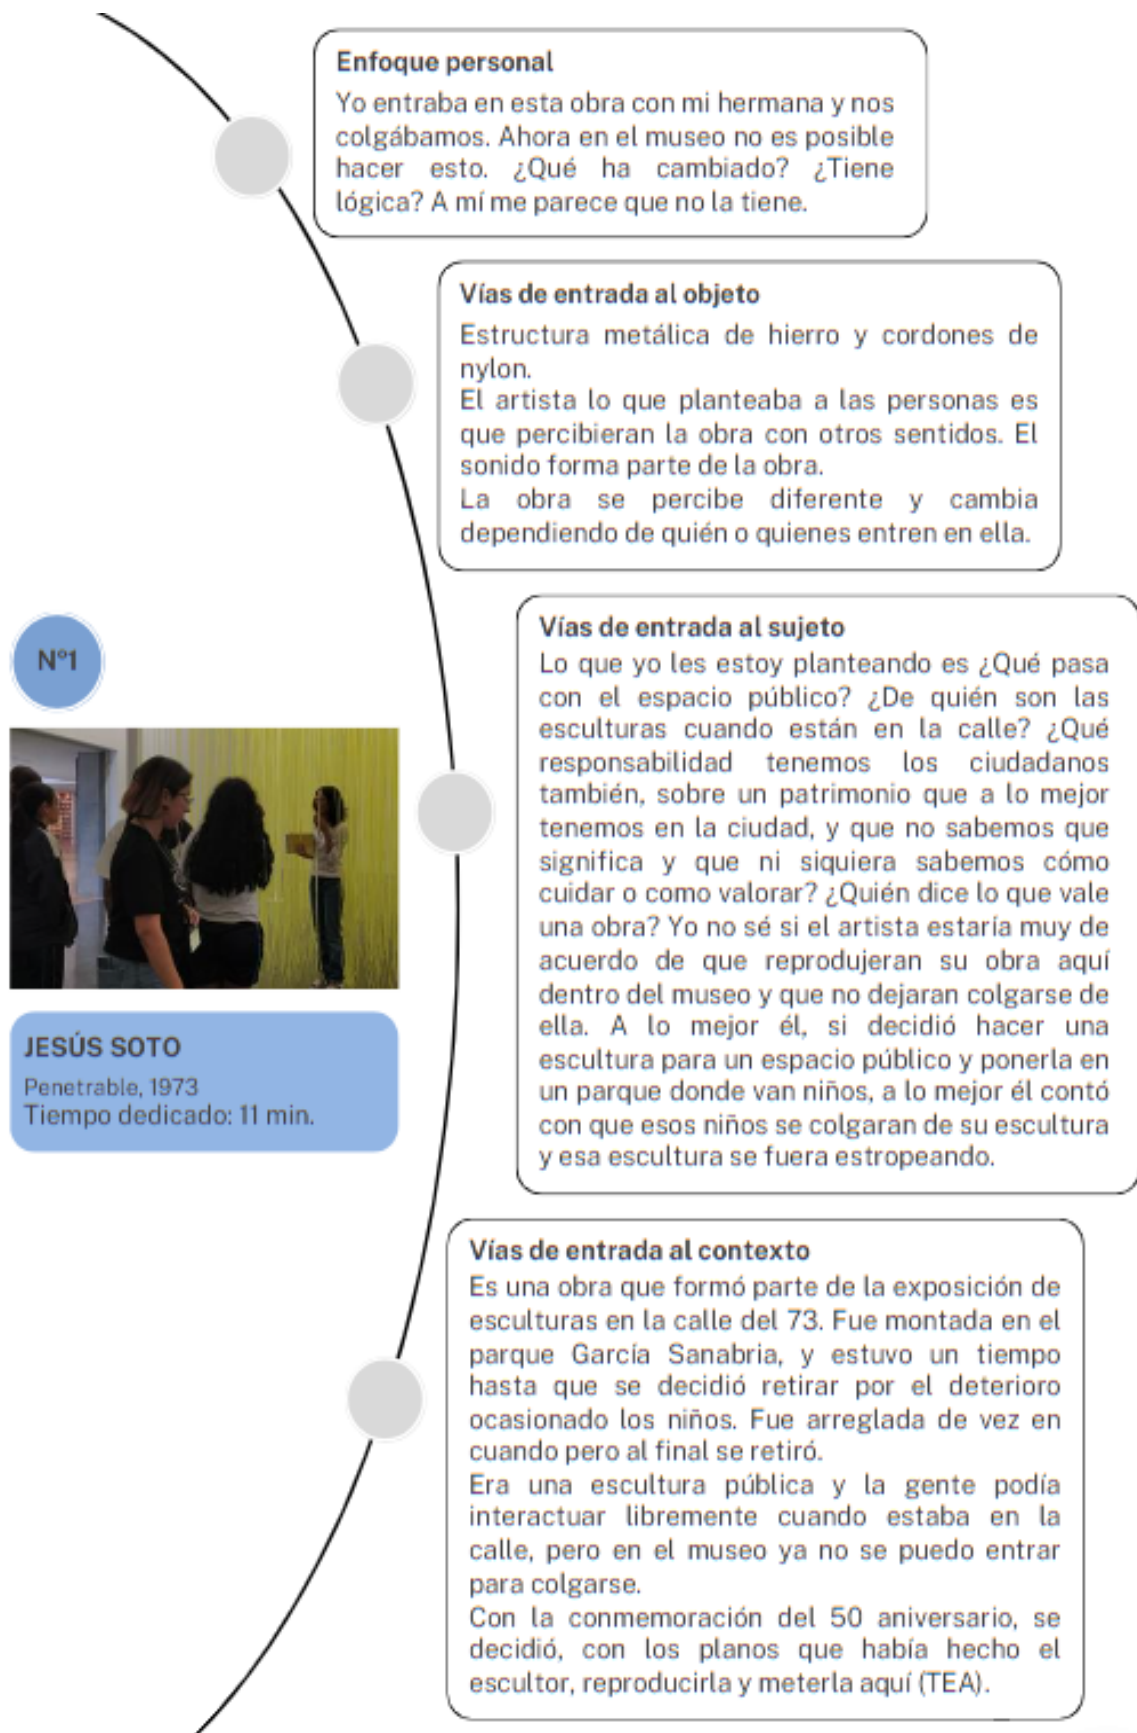 Enfoque personal
Yo entraba en esta obra con mi hermana y nos
colgábamos. Ahora en el museo no es posible
hacer esto. ¿Qué ha cambiado? ¿Tiene
lógica? A mí me parece que no la tiene.
Vías de entrada al objeto
Estructura metálica de hierro y cordones de
nylon.
El artista lo que planteaba a las personas es
que percibieran la obra con otros sentidos. El
sonido forma parte de la obra.
La obra se percibe diferente y cambia
dependiendo de quién o quienes entren en ella.
Nº1
JESÚS SOTO
Penetrable, 1973
Tiempo dedicado: 11 min.
Vías de entrada al sujeto
Lo que yo les estoy planteando es ¿Qué pasa
con el espacio público? ¿De quién son las
esculturas cuando están en la calle? ¿Qué
responsabilidad tenemos los ciudadanos
también, sobre un patrimonio que a lo mejor
tenemos en la ciudad, y que no sabemos que
significa y que ni siquiera sabemos cómo
cuidar o como valorar? ¿Quién dice lo que vale
una obra? Yo no sé si el artista estaría muy de
acuerdo de que reprodujeran su obra aquí
dentro del museo y que no dejaran colgarse de
ella. A lo mejor él, si decidió hacer una
escultura para un espacio público y ponerla en
un parque donde van niños, a lo mejor él contó
con que esos niños se colgaran de su escultura
y esa escultura se fuera estropeando.
Vías de entrada al contexto
Es una obra que formó parte de la exposición de
esculturas en la calle del 73. Fue montada en el
parque García Sanabria, y estuvo un tiempo
hasta que se decidió retirar por el deterioro
ocasionado los niños. Fue arreglada de vez en
cuando pero al final se retiró.
Era una escultura pública y la gente podía
interactuar libremente cuando estaba en la
calle, pero en el museo ya no se puedo entrar
para colgarse.
Con la conmemoración del 50 aniversario, se
decidió, con los planos que había hecho el
escultor, reproducirla y meterla aquí (TEA).